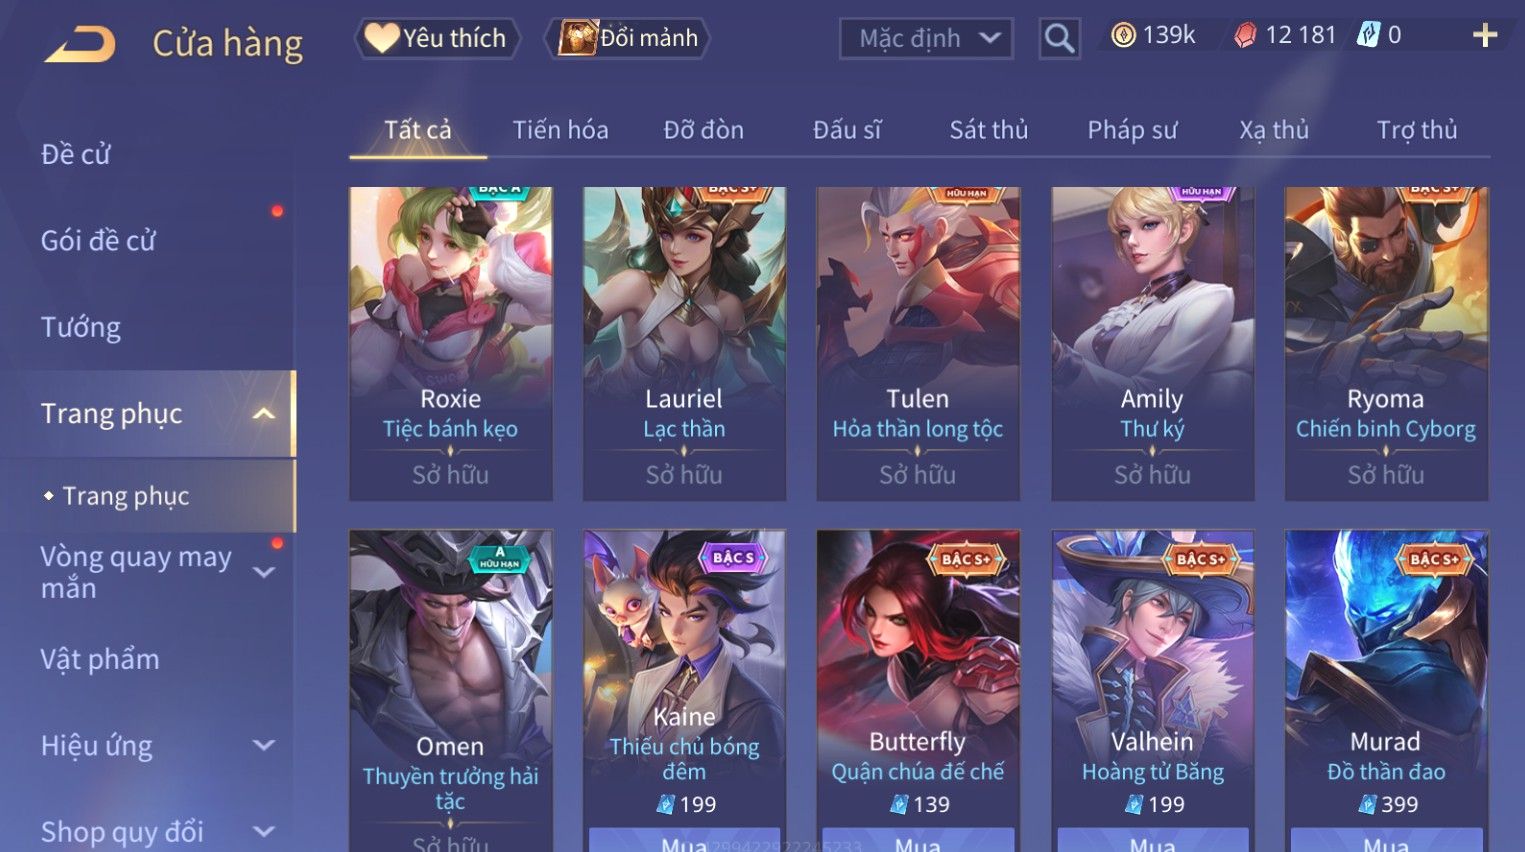 Cửa hàng
Yêu thích
Đổi mảnh
Mặc định
139k
12 181
0
Đề cử
Gói đề cử
Tướng
Trang phục
Trang phục
Vòng quay may
mắn
Vật phẩm
Hiệu ứng
Shop quy đổi
Tất cả
Tiến hóa
Đỡ đòn
Đấu sĩ
Sát thủ
Pháp sư
Xạ thủ
Trợ thủ
BẬC A
Roxie
Tiệc bánh kẹo
Sở hữu
BẬC S+
Lauriel
Lạc thần
Sở hữu
HỮU HẠN
Tulen
Hỏa thần long tộc
Sở hữu
HỮU HẠN
Amily
Thư ký
Sở hữu
BẬC S+
Ryoma
Chiến binh Cyborg
Sở hữu
A
HỮU HẠN
Omen
Thuyền trưởng hải
tặc
Sở hữu
BẬC S
Kaine
Thiếu chủ bóng
đêm
199
Mua
BẬC S+
Butterfly
Quận chúa đế chế
139
Mua
BẬC S+
Valhein
Hoàng tử Băng
199
Mua
BẬC S+
Murad
Đồ thần đao
399
Mua